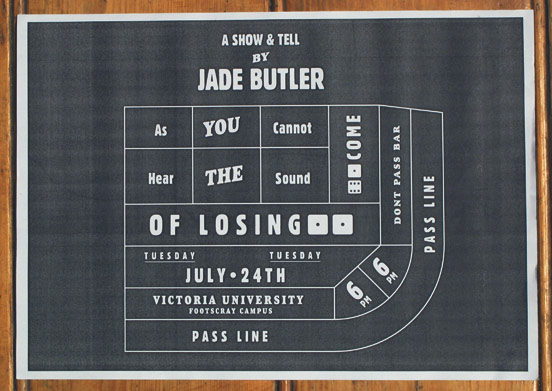 A SHOW & TELL
BY
JADE BUTLER
As YOU Cannot
Hear THE Sound
COME
DONT PASS BAR
PASS LINE
OF LOSING
TUESDAY TUESDAY
JULY • 24TH
6 PM 6 PM
VICTORIA UNIVERSITY
FOOTSCRAY CAMPUS
PASS LINE